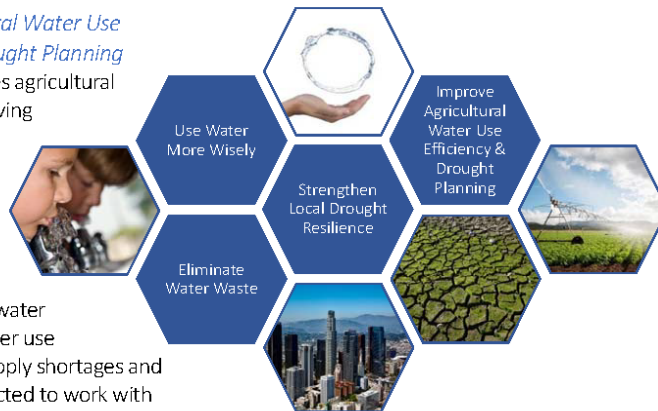 al Water Use
ught Planning
s agricultural
ving
water
er use
pply shortages and
cted to work with
Use Water
More Wisely
Improve
Agricultural
Water Use
Efficiency &
Drought
Planning
Strengthen
Local Drought
Resilience
Eliminate
Water Waste